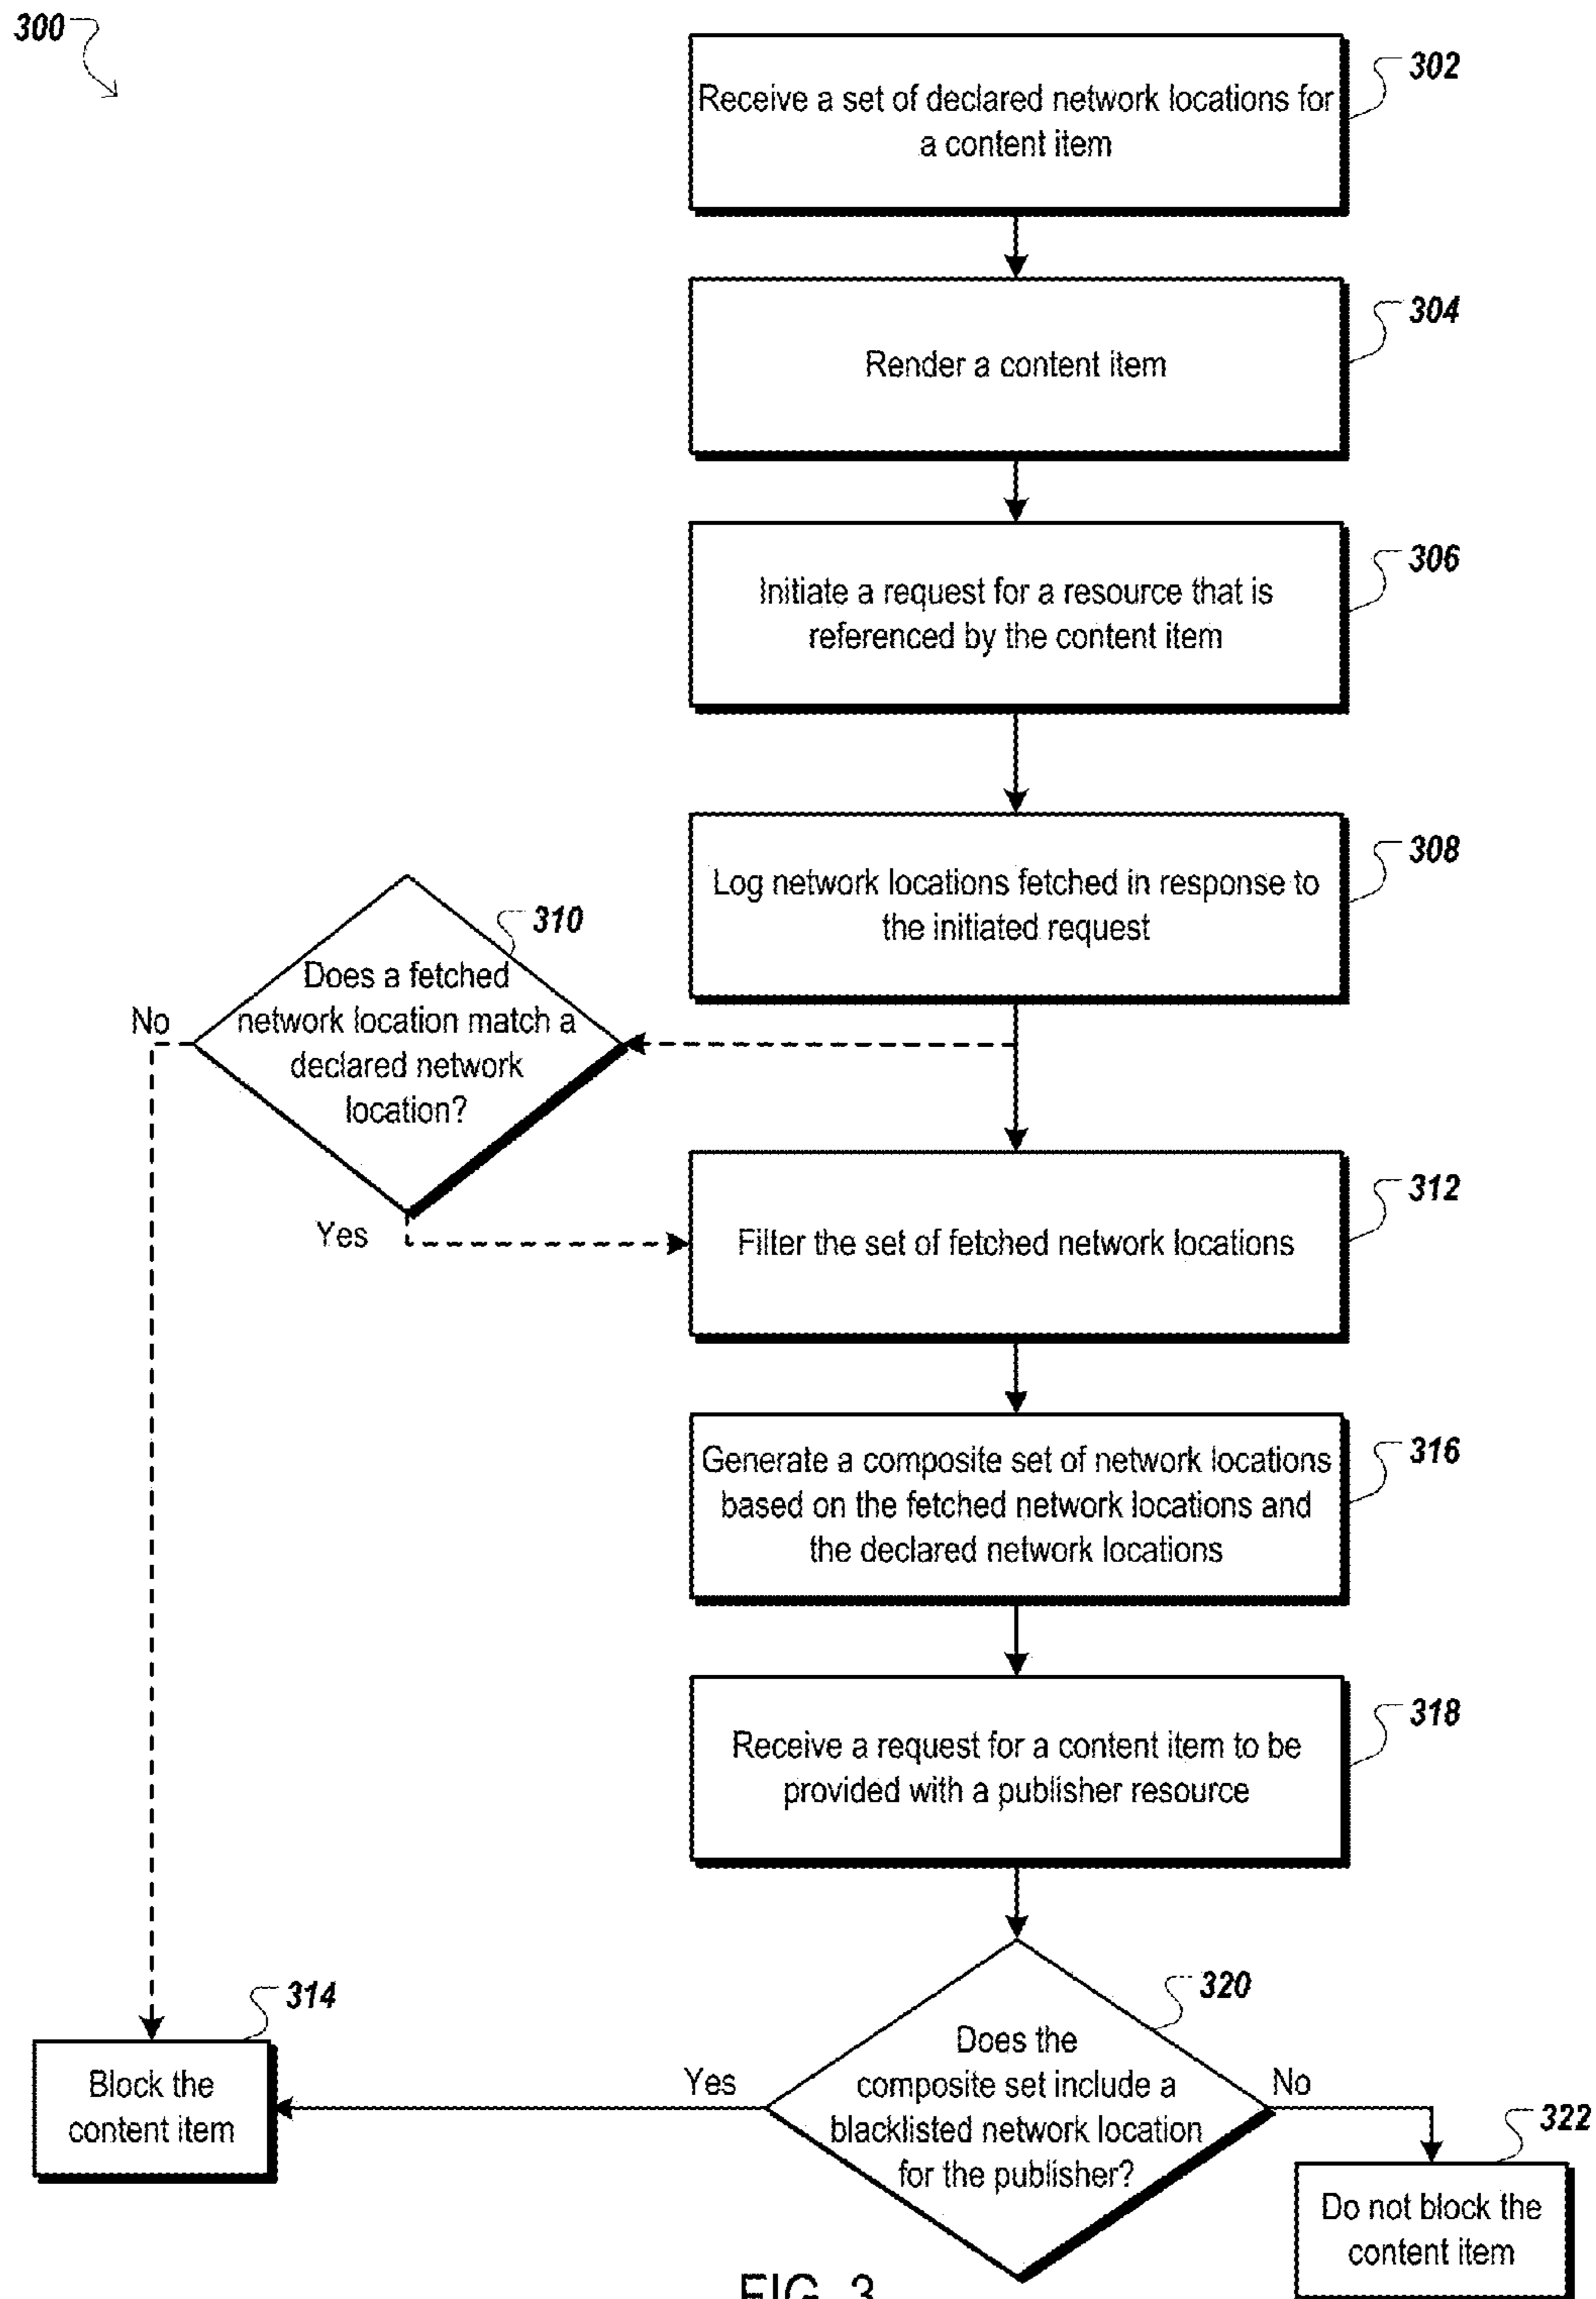 300
302
Receive a set of declared network locations for
a content item
304
Render a content item
306
Initiate a request for a resource that is
referenced by the content item
308
Log network locations fetched in response to
the initiated request
310
Does a fetched
network location match a
declared network
location?
No
Yes
312
Filter the set of fetched network locations
316
Generate a composite set of network locations
based on the fetched network locations and
the declared network locations
318
Receive a request for a content item to be
provided with a publisher resource
320
Does the
composite set include a
blacklisted network location
for the publisher?
Yes
No
314
Block the
content item
322
Do not block the
content item
FIG. 3